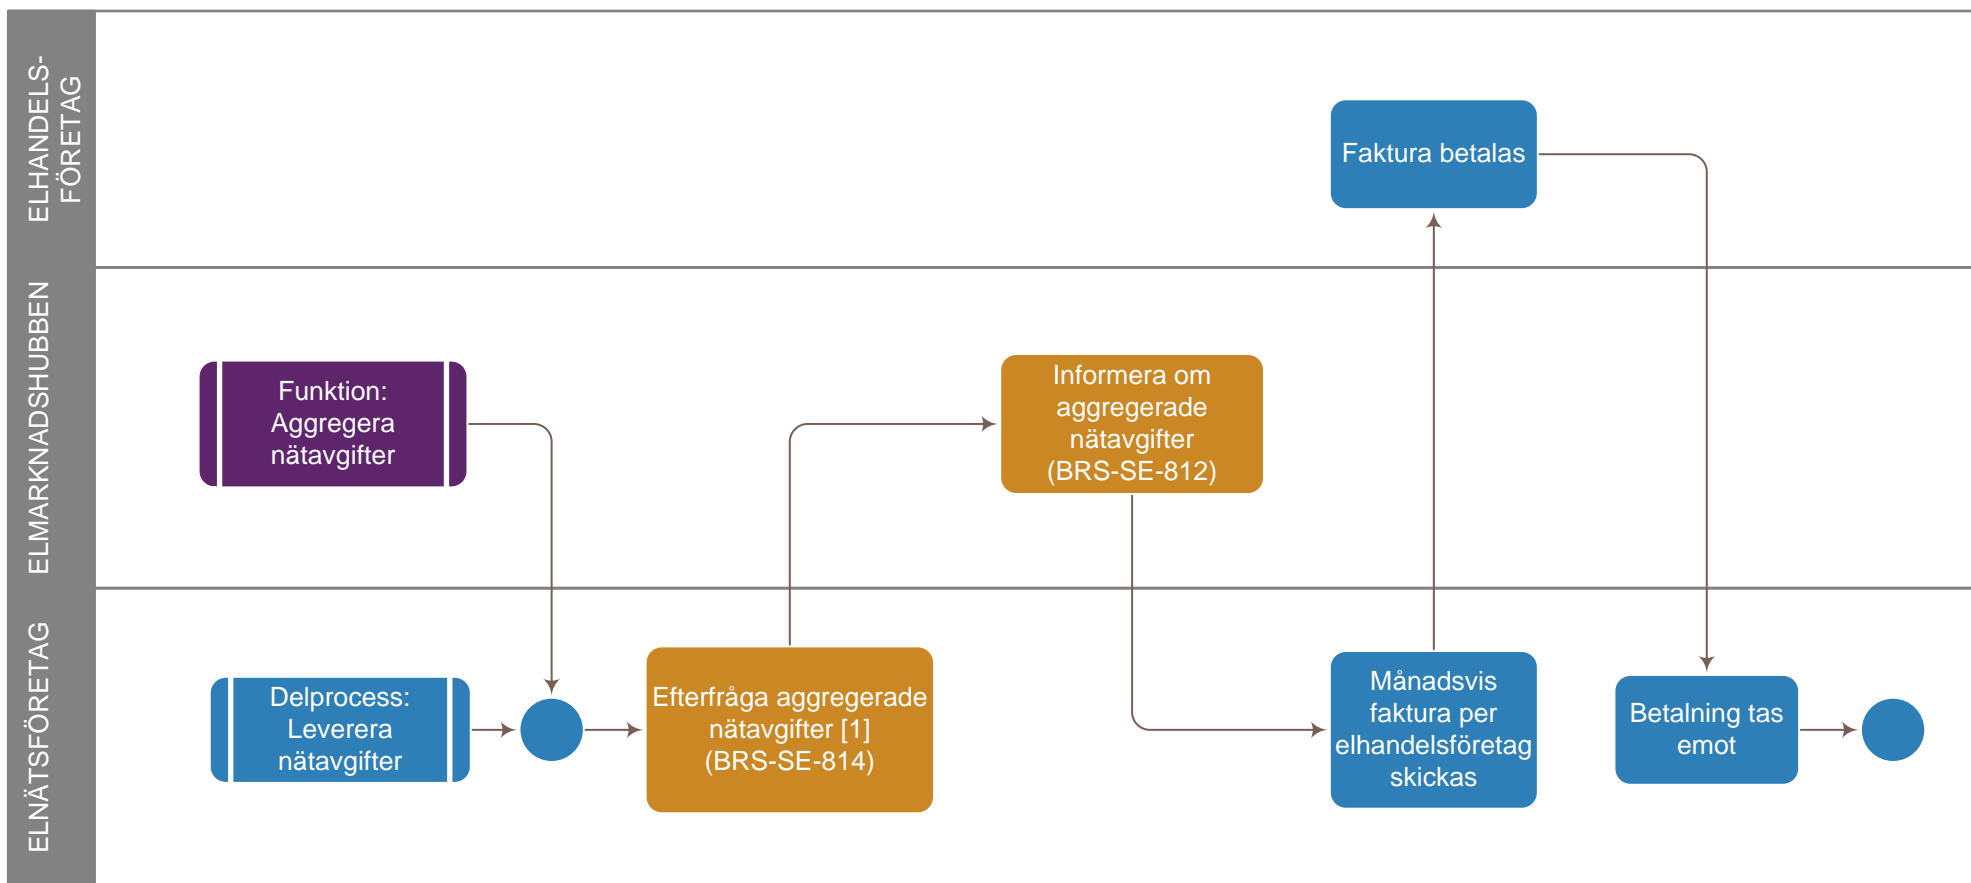 ELHANDELS-
FÖRETAG
Faktura betalas
ELMARKNADSHUBBEN
Funktion:
Aggregera
nätavgifter
Informera om
aggregerade
nätavgifter
(BRS-SE-812)
ELNÄTSFÖRETAG
Delprocess:
Leverera
nätavgifter
Efterfråga aggregerade
nätavgifter [1]
(BRS-SE-814)
Månadsvis
faktura per
elhandelsföretag
skickas
Betalning tas
emot